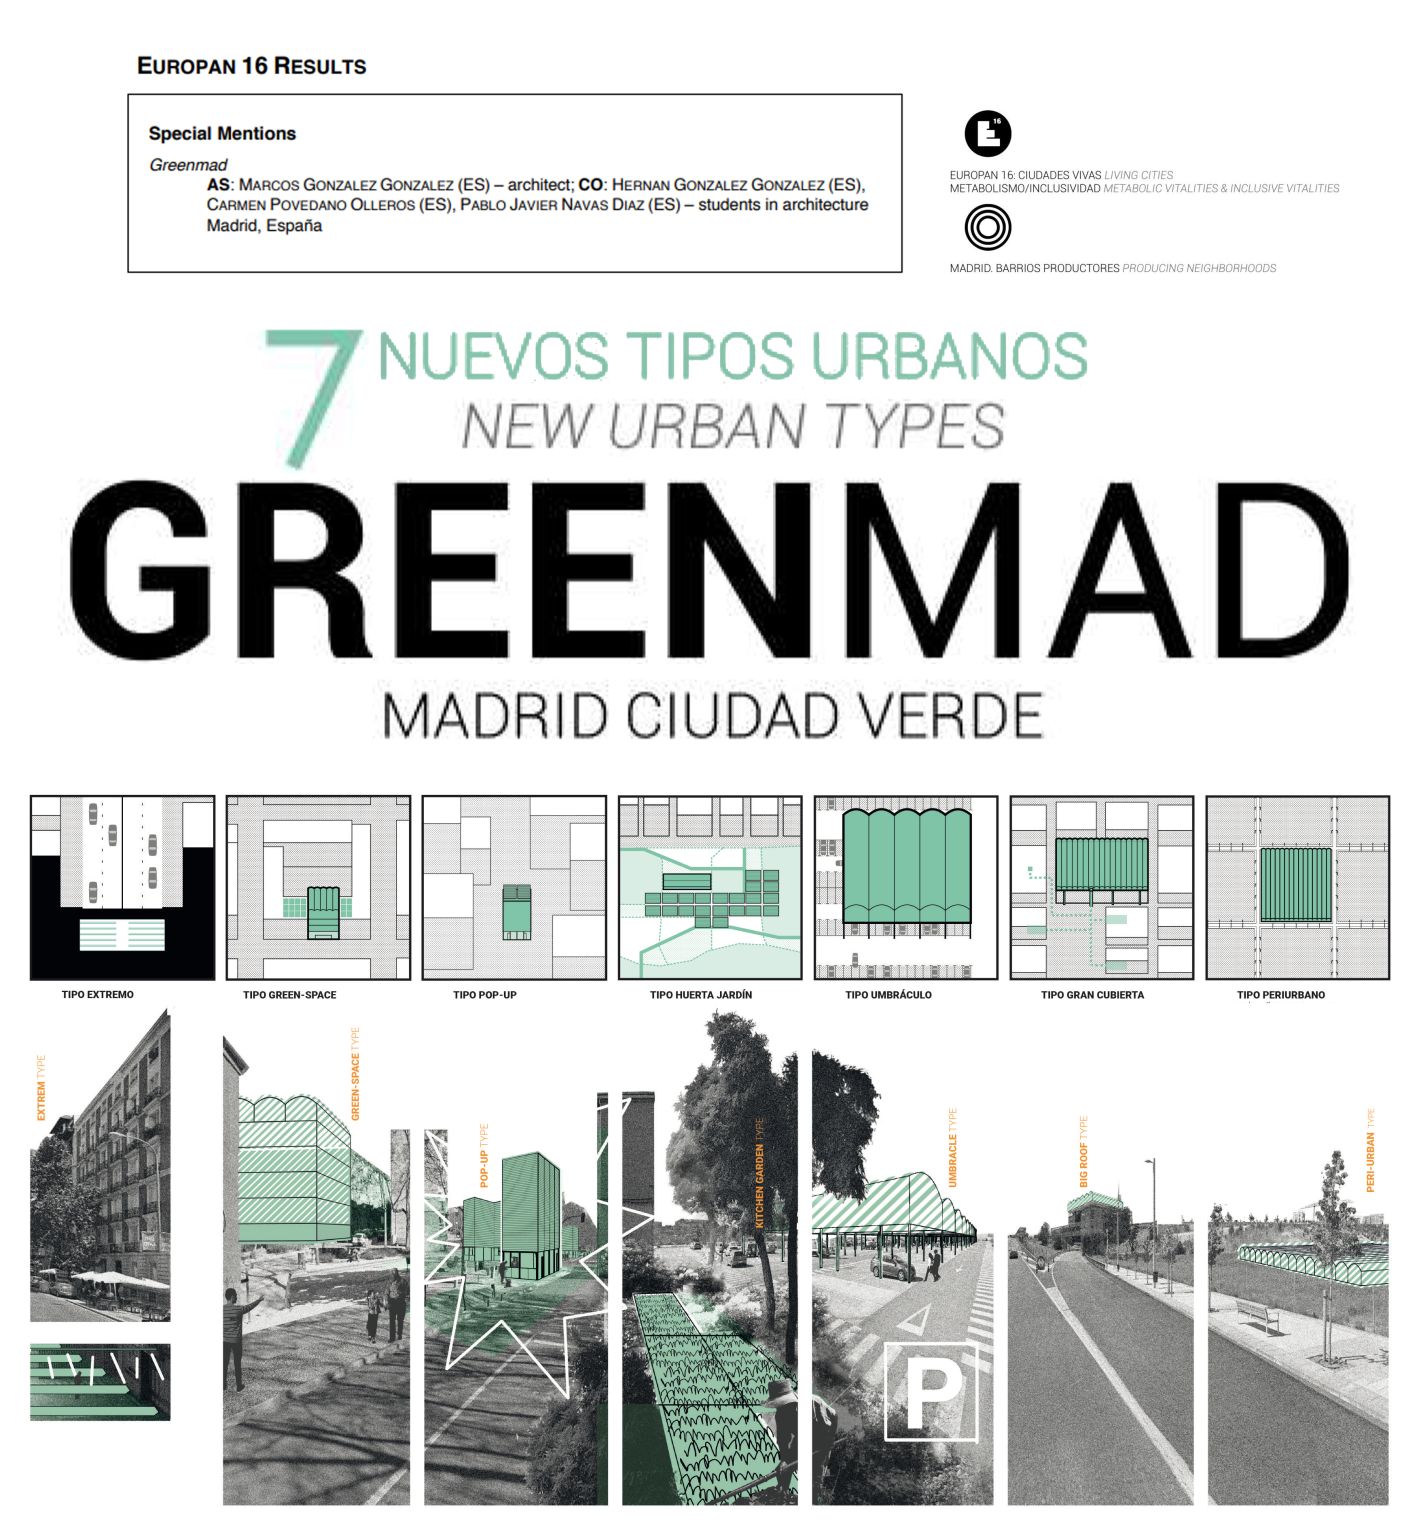 EUROPAN 16 RESULTS
Special Mentions
Greenmad
AS: MARCOS GONZALEZ GONZALEZ (ES) – architect; CO: HERNAN GONZALEZ GONZALEZ (ES),
CARMEN POVEDANO OLLEROS (ES), PABLO JAVIER NAVAS DIAZ (ES) – students in architecture
Madrid, España
E 16
EUROPAN 16: CIUDADES VIVAS LIVING CITIES
METABOLISMO/INCLUSIVIDAD METABOLIC VITALITIES & INCLUSIVE VITALITIES
MADRID. BARRIOS PRODUCTORES PRODUCING NEIGHBORHOODS
7 NUEVOS TIPOS URBANOS
NEW URBAN TYPES
GREENMAD
MADRID CIUDAD VERDE
TIPO EXTREMO
TIPO GREEN-SPACE
TIPO POP-UP
TIPO HUERTA JARDÍN
TIPO UMBRÁCULO
TIPO GRAN CUBIERTA
TIPO PERIURBANO
EXTREM TYPE
GREEN-SPACE TYPE
POP-UP TYPE
KITCHEN GARDEN TYPE
UMBRACLE TYPE
BIG ROOF TYPE
PERI-URBAN TYPE
P